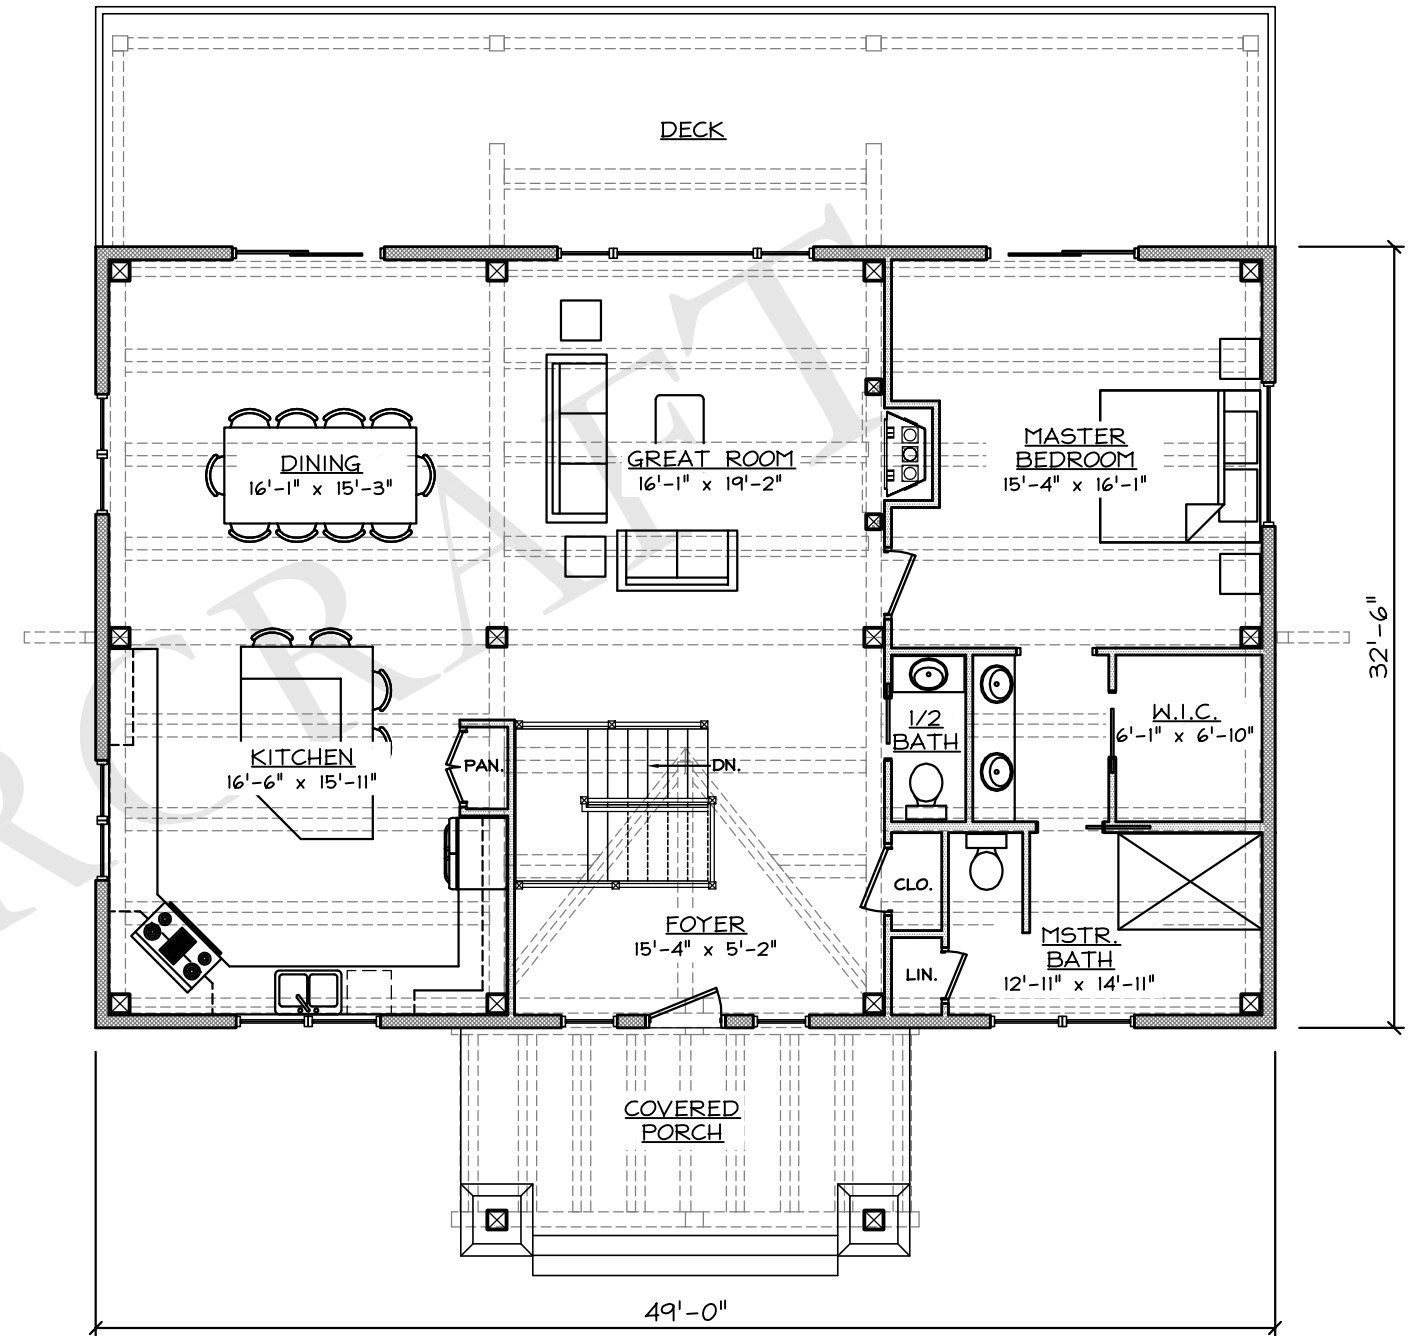 DECK
DINING
16'-1" x 15'-3"
GREAT ROOM
16'-1" x 19'-2"
MASTER
BEDROOM
15'-4" x 16'-1"
32'-6"
KITCHEN
16'-6" x 15'-11"
PAN.
DN.
1/2
BATH
W.I.C.
6'-1" x 6'-10"
CLO.
FOYER
15'-4" x 5'-2"
LIN.
MSTR.
BATH
12'-11" x 14'-11"
COVERED
PORCH
49'-0"
RCRAFT